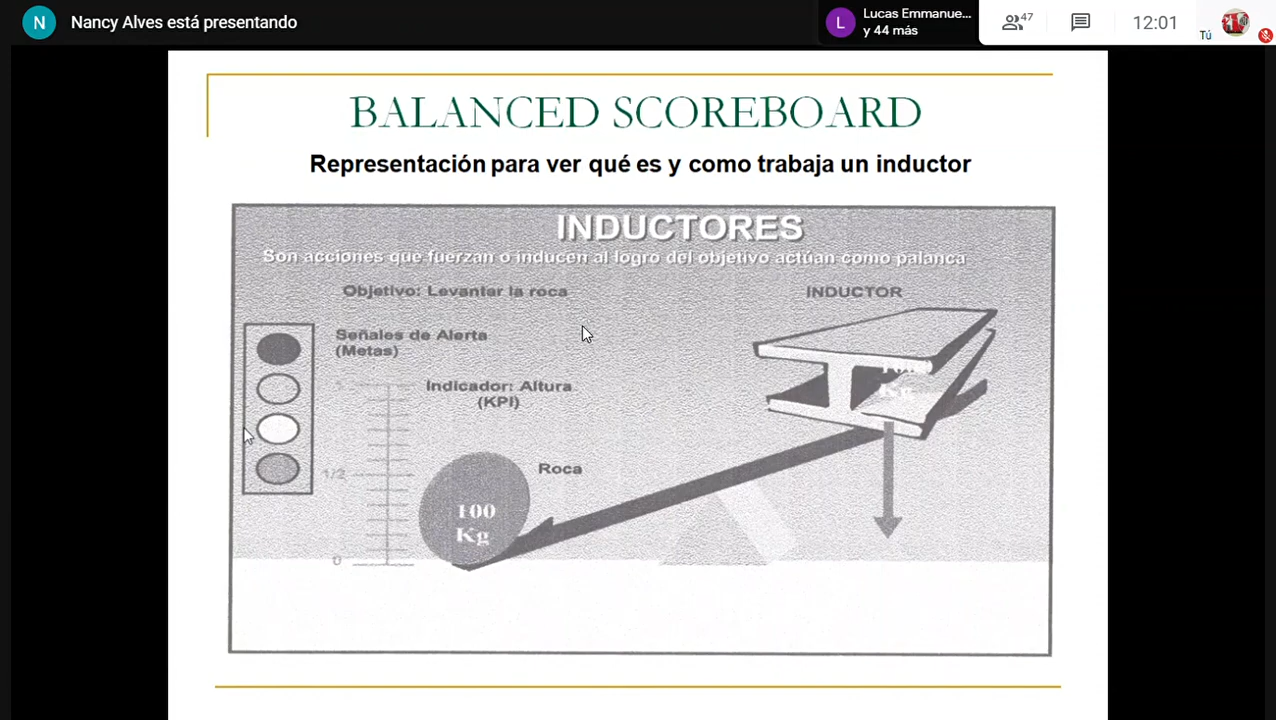 N Nancy Alves está presentando
L Lucas Emmanue...
y 44 más
47
12:01
Tú
BALANCED SCOREBOARD
Representación para ver qué es y como trabaja un inductor
INDUCTORES
Son acciones que fuerzan o inducen al logro del objetivo actúan como palanca
Objetivo: Levantar la roca
INDUCTOR
Señales de Alerta
(Metas)
1
Indicador: Altura
(KPI)
Kg
Roca
1/2
100
Kg
0